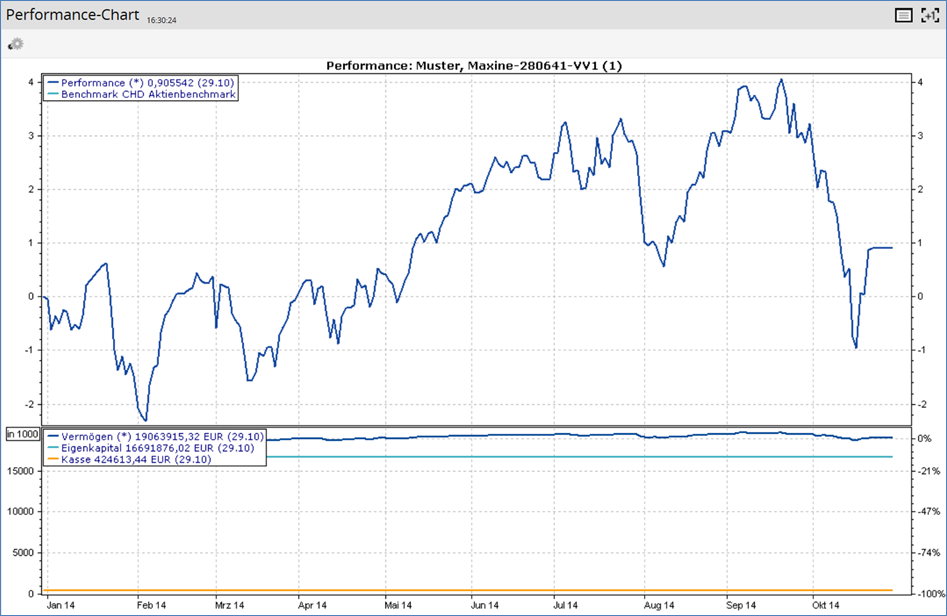 Performance-Chart 16:30:24
+1
Performance: Muster, Maxine-280641-VV1 (1)
Performance (*) 0,905542 (29.10)
Benchmark CHD Aktienbenchmark
4 4
3 3
2 2
1 1
0 0
-1 -1
-2 -2
in 1000
Vermögen (*) 19063915,32 EUR (29.10)
Eigenkapital 16691876,02 EUR (29.10)
Kasse 424613,44 EUR (29.10)
0%
15000 -21%
10000 -47%
5000 -74%
0 -100%
Jan 14 Feb 14 Mrz 14 Apr 14 Mai 14 Jun 14 Jul 14 Aug 14 Sep 14 Okt 14